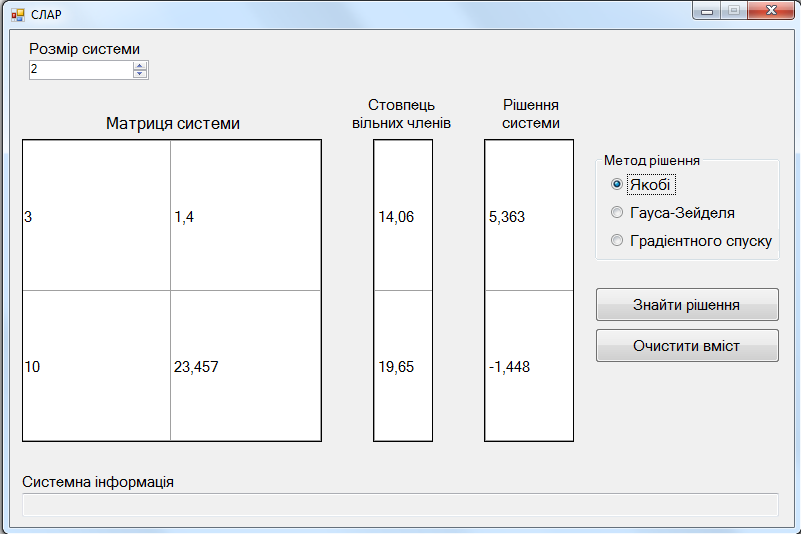 СЛАР
Розмір системи
2
Матриця системи
Стовпець
вільних членів
Рішення
системи
3
1,4
14,06
5,363
10
23,457
19,65
-1,448
Метод рішення
Якобі
Гауса-Зейделя
Градієнтного спуску
Знайти рішення
Очистити вміст
Системна інформація